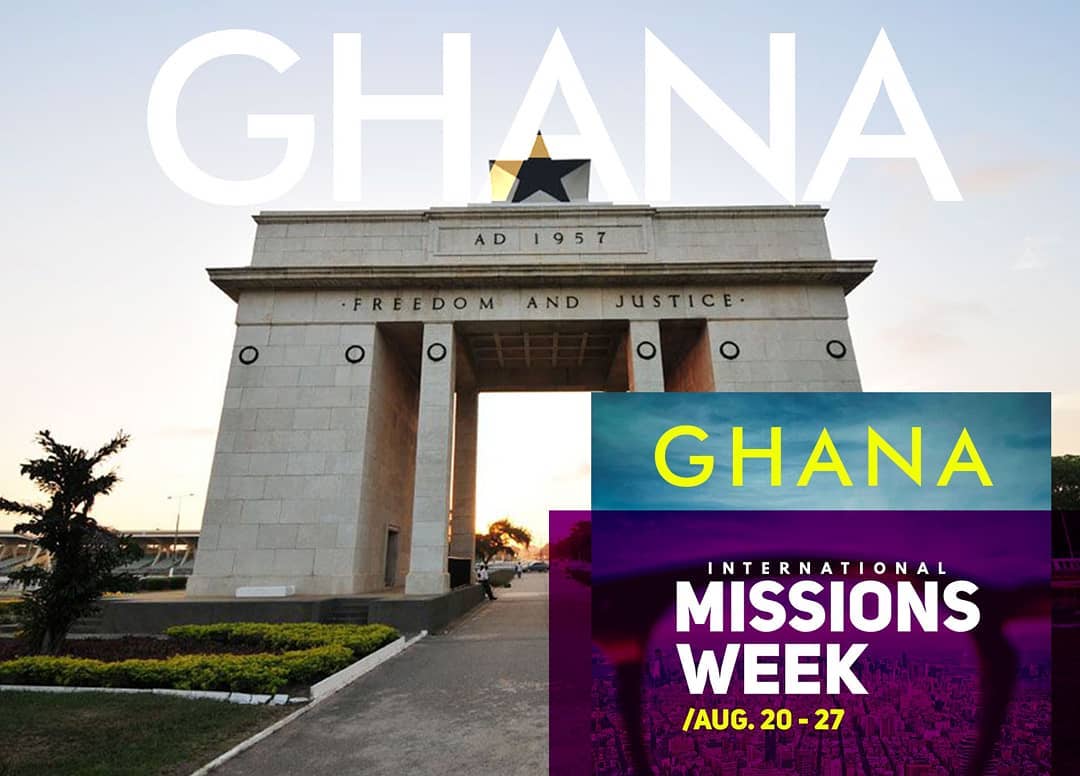 GHANA
AD 1957
·FREEDOM AND JUSTICE·
GHANA
INTERNATIONAL
MISSIONS
WEEK
/AUG. 20 - 27